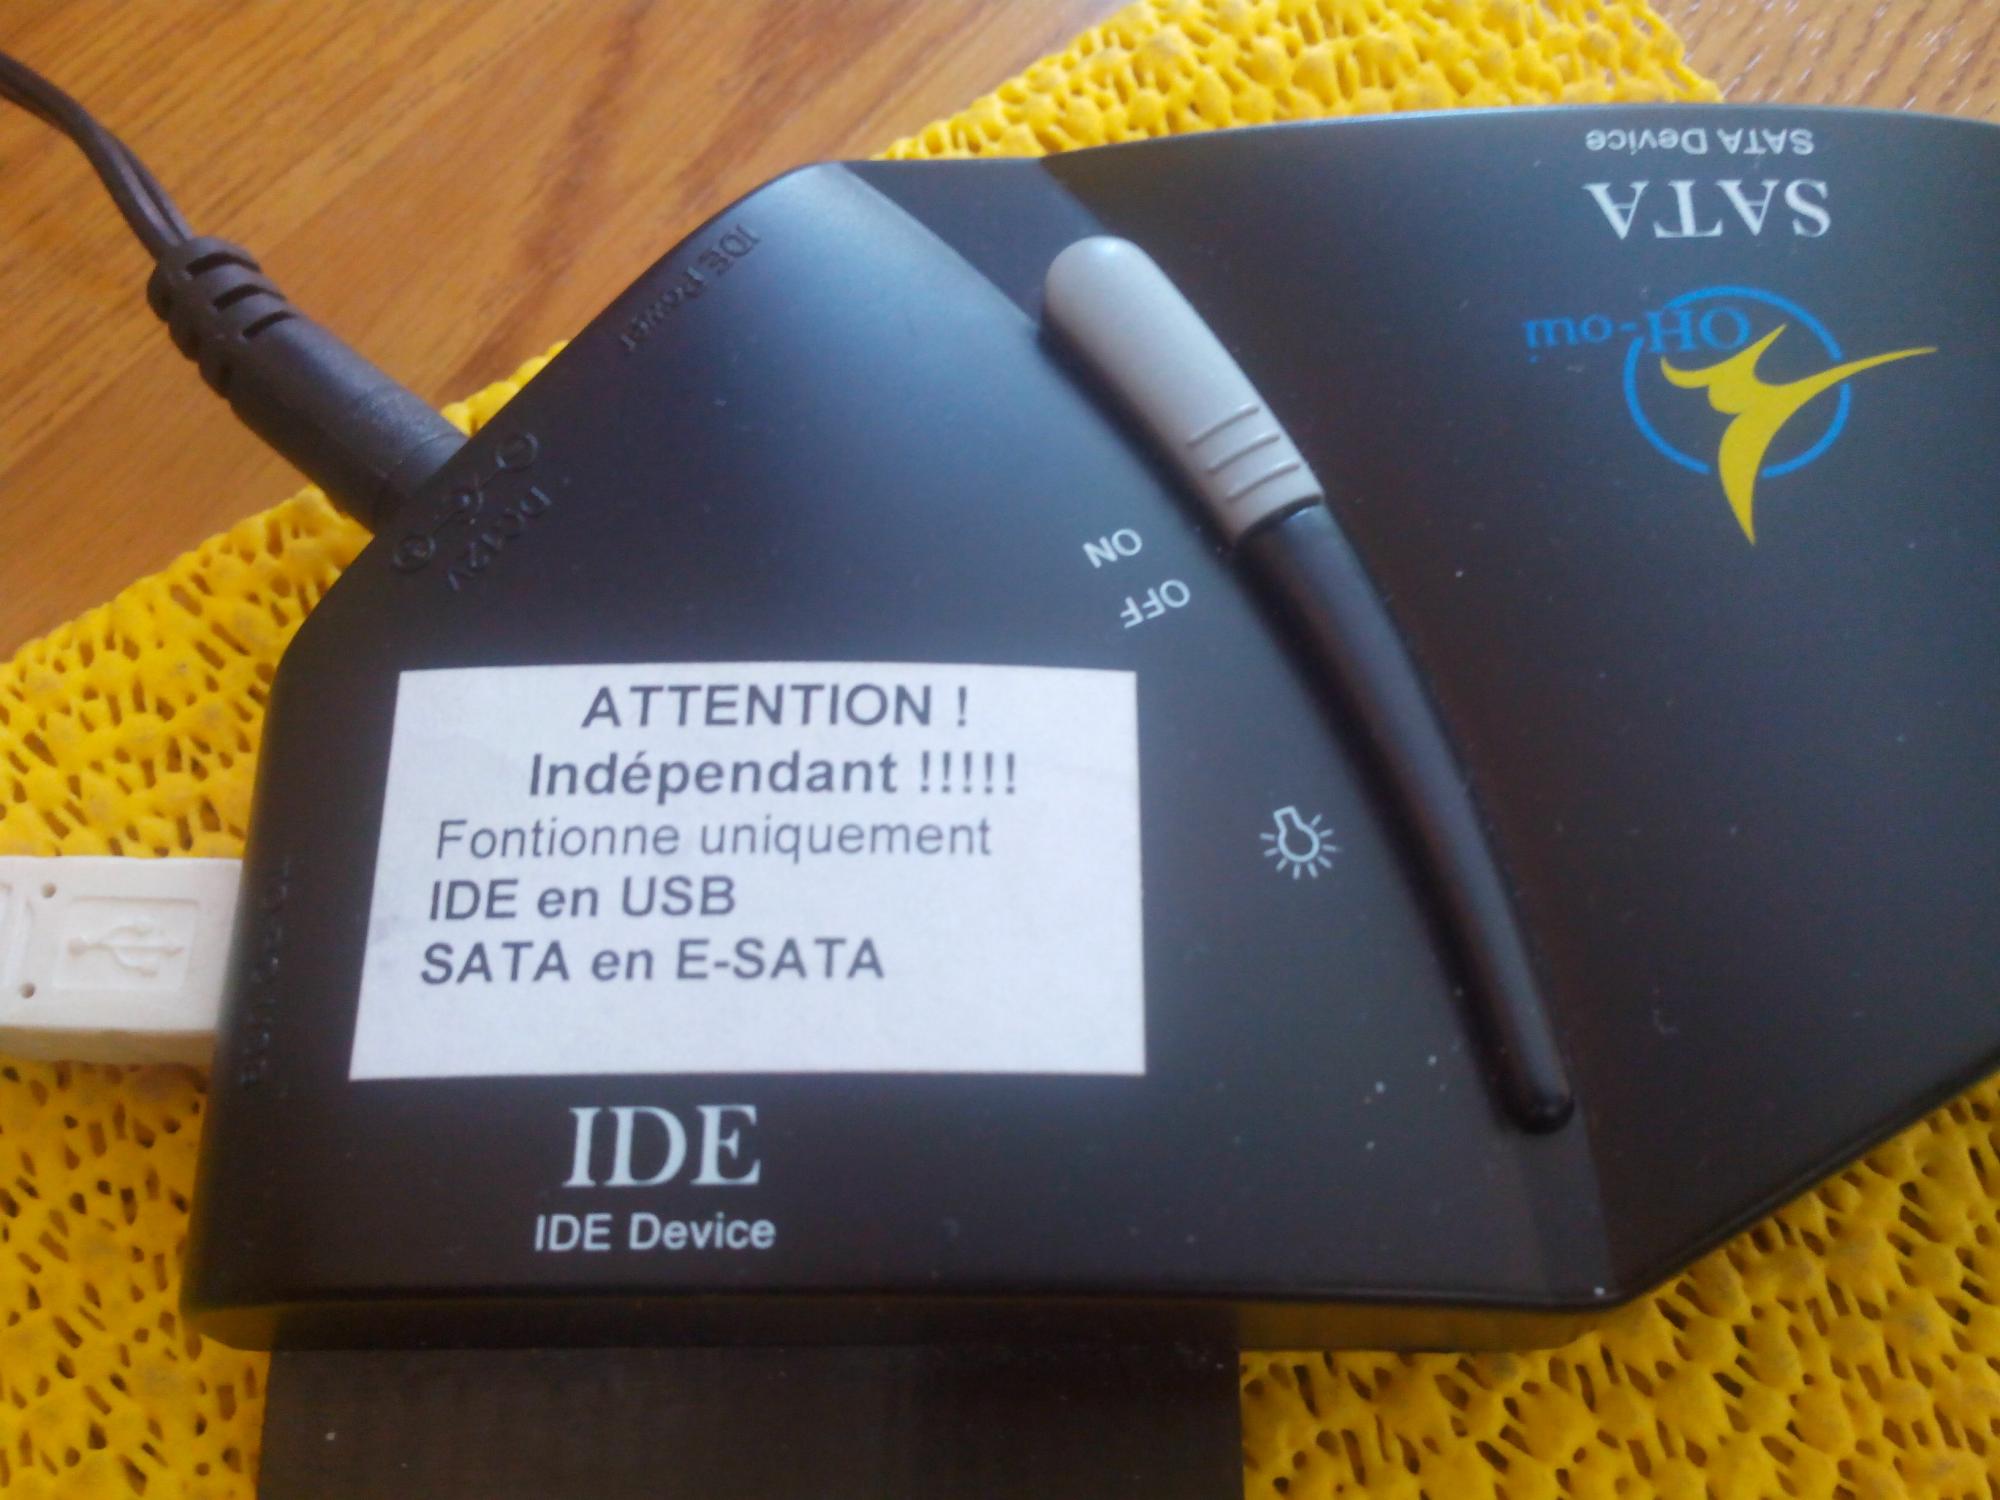 SATA Device
SATA
OH-oui
IDE Power
DC12V
ON
OFF
ATTENTION !
Indépendant !!!!!
Fontionne uniquement
IDE en USB
SATA en E-SATA
IDE
IDE Device